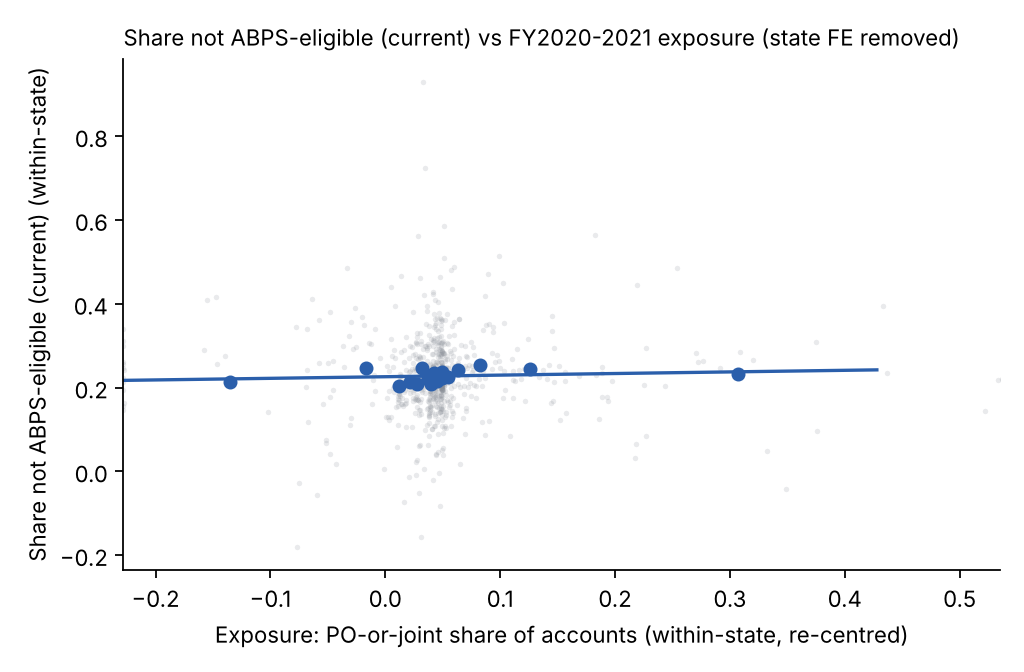 Share not ABPS-eligible (current) vs FY2020-2021 exposure (state FE removed)
Share not ABPS-eligible (current) (within-state)
0.8
0.6
0.4
0.2
0.0
−0.2
−0.2 −0.1 0.0 0.1 0.2 0.3 0.4 0.5
Exposure: PO-or-joint share of accounts (within-state, re-centred)